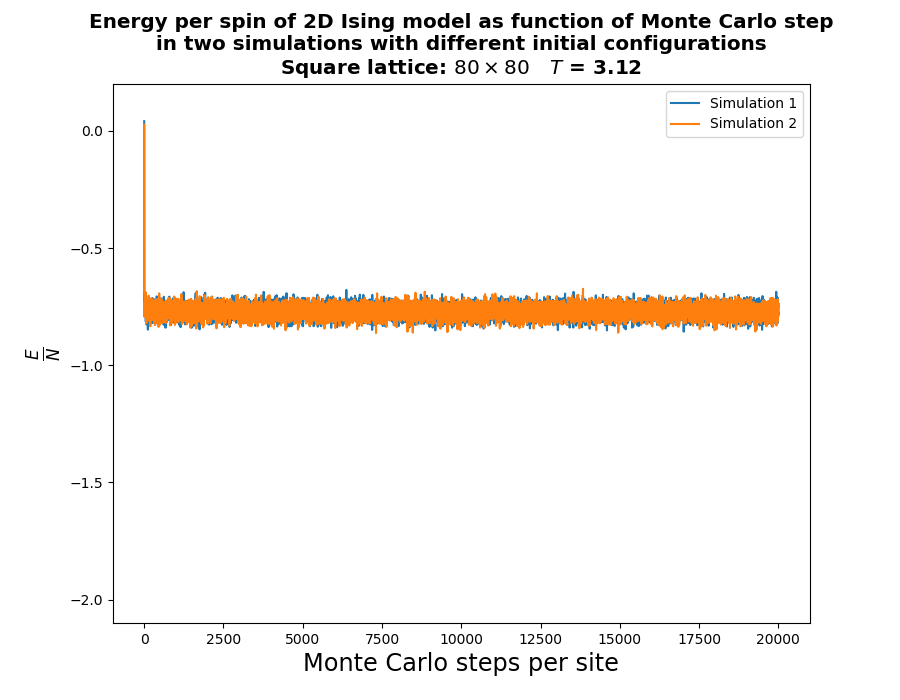 Energy per spin of 2D Ising model as function of Monte Carlo step
in two simulations with different initial configurations
Square lattice: 80 × 80   T = 3.12
Simulation 1
Simulation 2
0.0
−0.5
−1.0
−1.5
−2.0
E
N
0 2500 5000 7500 10000 12500 15000 17500 20000
Monte Carlo steps per site